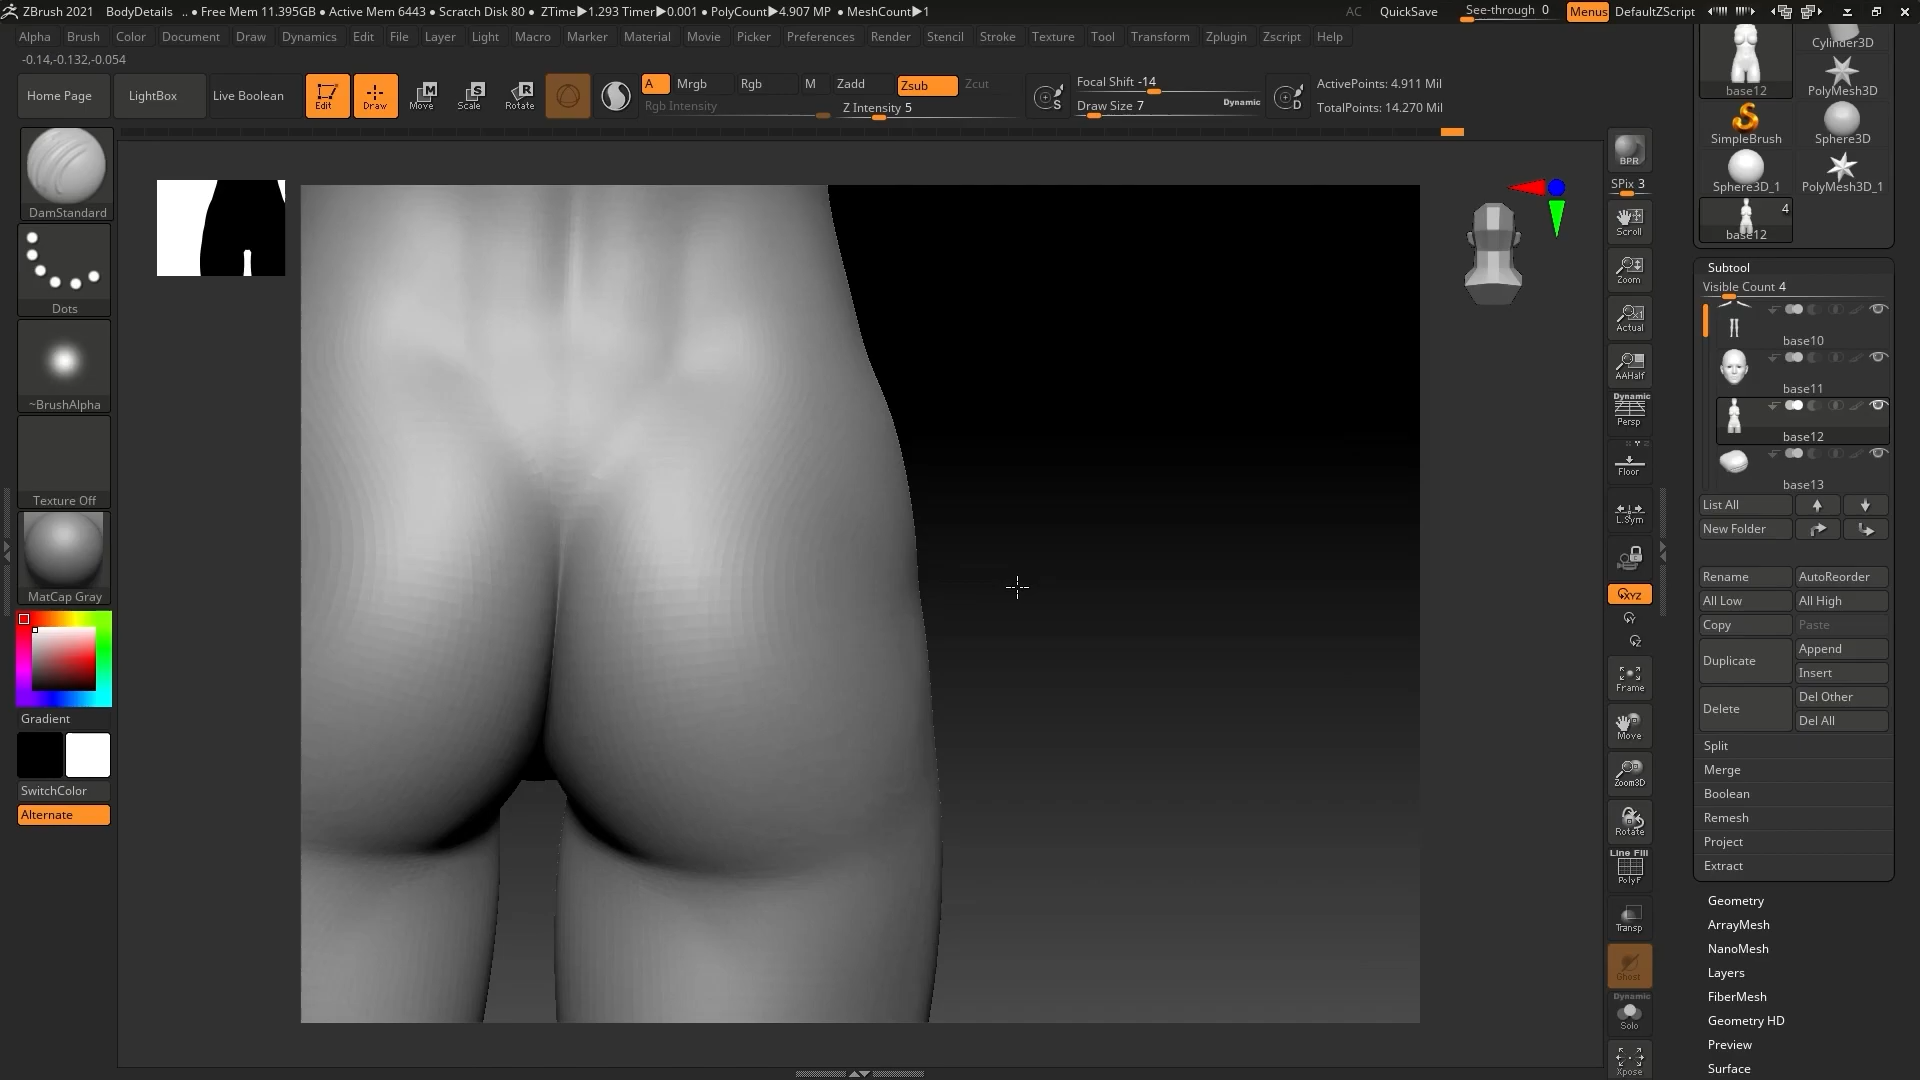 ZBrush 2021 BodyDetails .. ● Free Mem 11.395GB ● Active Mem 6443 ● Scratch Disk 80 ● ZTime▶1.293 Timer▶0.001 ● PolyCount▶4.907 MP ● MeshCount▶1 AC QuickSave See-through 0 Menus DefaultZScript
Alpha Brush Color Document Draw Dynamics Edit File Layer Light Macro Marker Material Movie Picker Preferences Render Stencil Stroke Texture Tool Transform Zplugin Zscript Help
-0.14,-0.132,-0.054
Home Page LightBox Live Boolean Edit Draw Move Scale Rotate
A Mrgb Rgb M Zadd Zsub Zcut
Rgb Intensity Z Intensity 5
Focal Shift -14
Draw Size 7 Dynamic
ActivePoints: 4.911 Mil
TotalPoints: 14.270 Mil
DamStandard
Dots
~BrushAlpha
Texture Off
MatCap Gray
Gradient
SwitchColor
Alternate
BPR
SPix 3
Scroll
Zoom
Actual
AAHalf
Dynamic
Persp
Floor
L.Sym
XYZ
Y
Z
Frame
Move
Zoom3D
Rotate
Line Fill
PolyF
Transp
Ghost
Dynamic
Solo
Xpose
Cylinder3D
base12 PolyMesh3D
SimpleBrush Sphere3D
Sphere3D_1 PolyMesh3D_1
4
base12
Subtool
Visible Count 4
base10
base11
base12
base13
List All
New Folder
Rename AutoReorder
All Low All High
Copy Paste
Duplicate Append
Insert
Delete Del Other
Del All
Split
Merge
Boolean
Remesh
Project
Extract
Geometry
ArrayMesh
NanoMesh
Layers
FiberMesh
Geometry HD
Preview
Surface